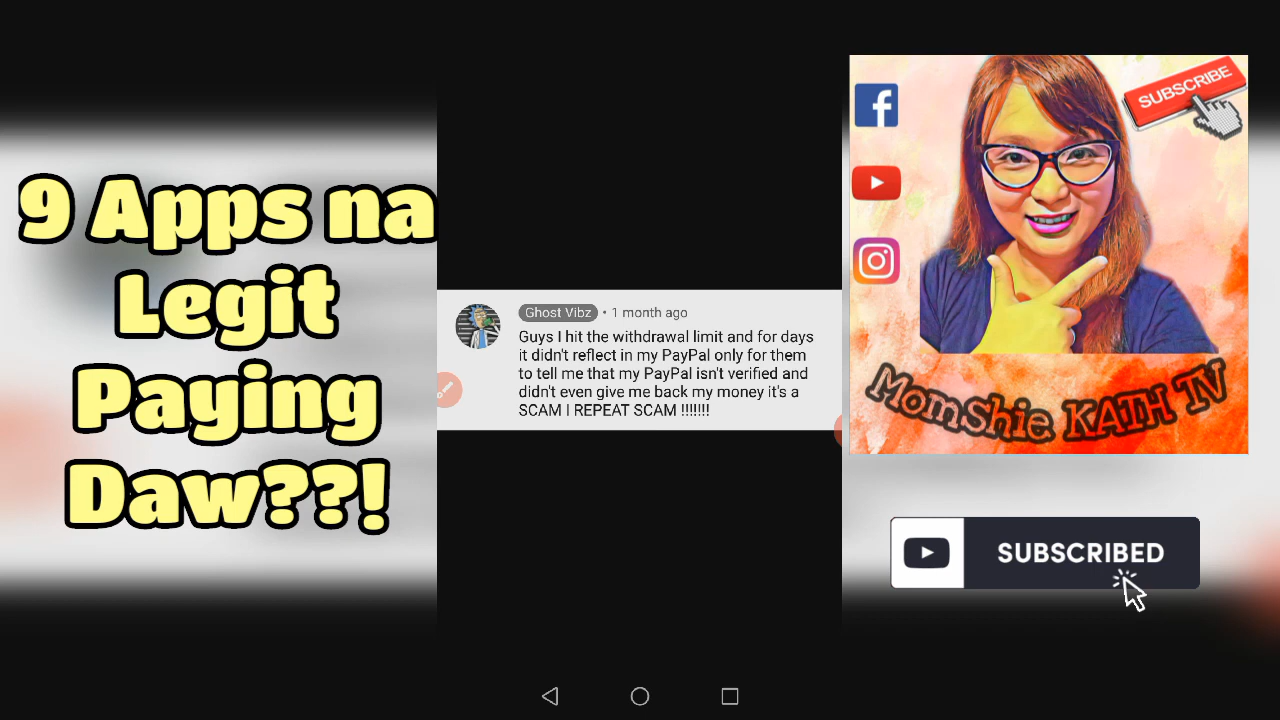 9 Apps na
Legit
Paying
Daw??!
Ghost Vibz • 1 month ago
Guys I hit the withdrawal limit and for days
it didn't reflect in my PayPal only for them
to tell me that my PayPal isn't verified and
didn't even give me back my money it's a
SCAM I REPEAT SCAM !!!!!!!
SUBSCRIBE
MomShie KATH TV
SUBSCRIBED